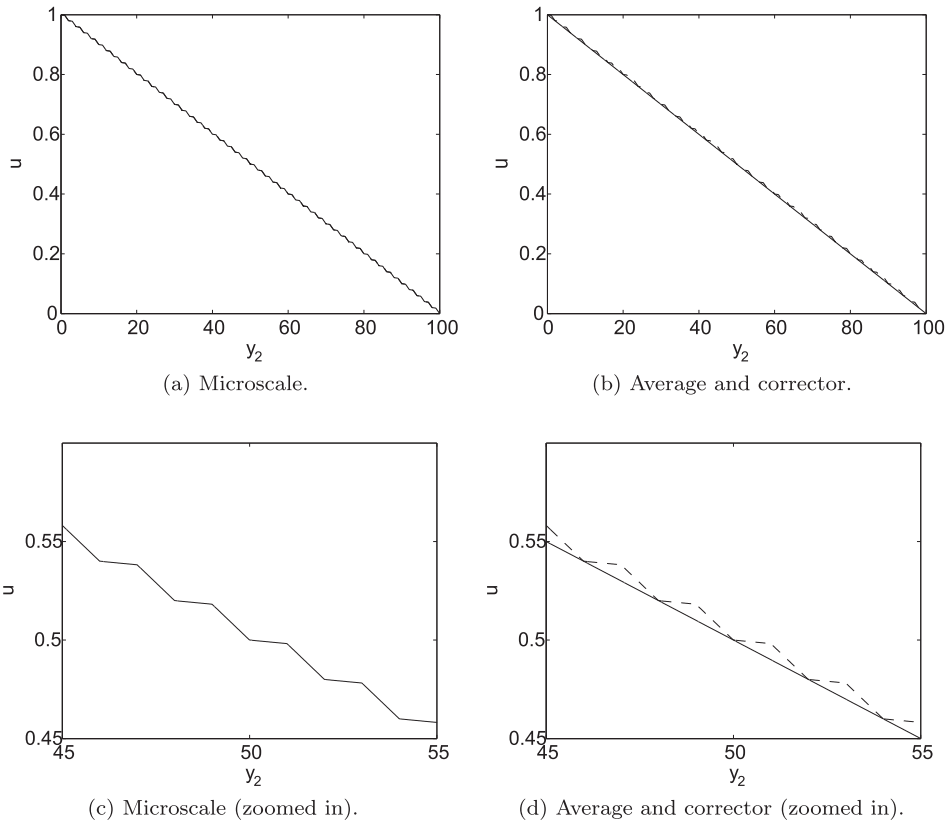 1
0.8
0.6
0.4
0.2
0
u
0 20 40 60 80 100
y2
(a) Microscale.
1
0.8
0.6
0.4
0.2
0
u
0 20 40 60 80 100
y2
(b) Average and corrector.
0.55
0.5
0.45
u
45 50 55
y2
(c) Microscale (zoomed in).
0.55
0.5
0.45
u
45 50 55
y2
(d) Average and corrector (zoomed in).